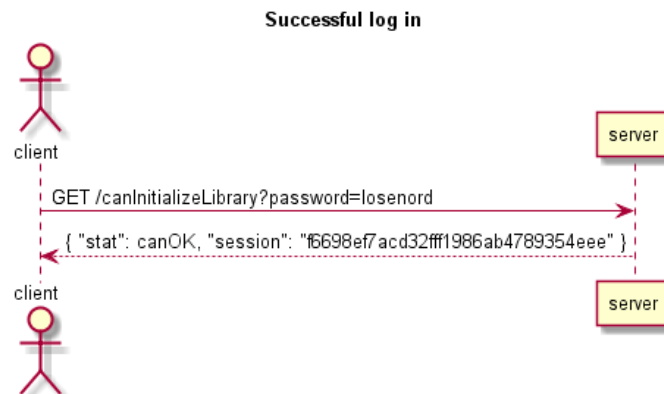 Successful log in
client
server
GET /canInitializeLibrary?password=losenord
{ "stat": canOK, "session": "f6698ef7acd32fff1986ab4789354eee" }
client
server